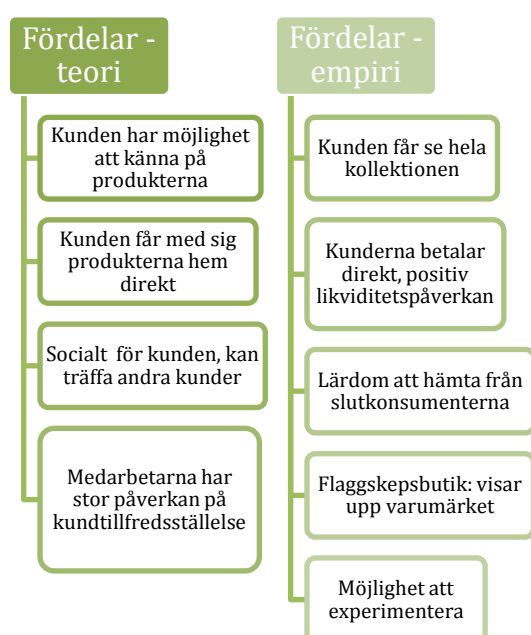 Fördelar -
teori
Kunden har möjlighet
att känna på
produkterna
Kunden får med sig
produkterna hem
direkt
Socialt för kunden, kan
träffa andra kunder
Medarbetarna har
stor påverkan på
kundtillfredsställelse
Fördelar -
empiri
Kunden får se hela
kollektionen
Kunderna betalar
direkt, positiv
likviditetspåverkan
Lärdom att hämta från
slutkonsumenterna
Flaggskepsbutik: visar
upp varumärket
Möjlighet att
experimentera